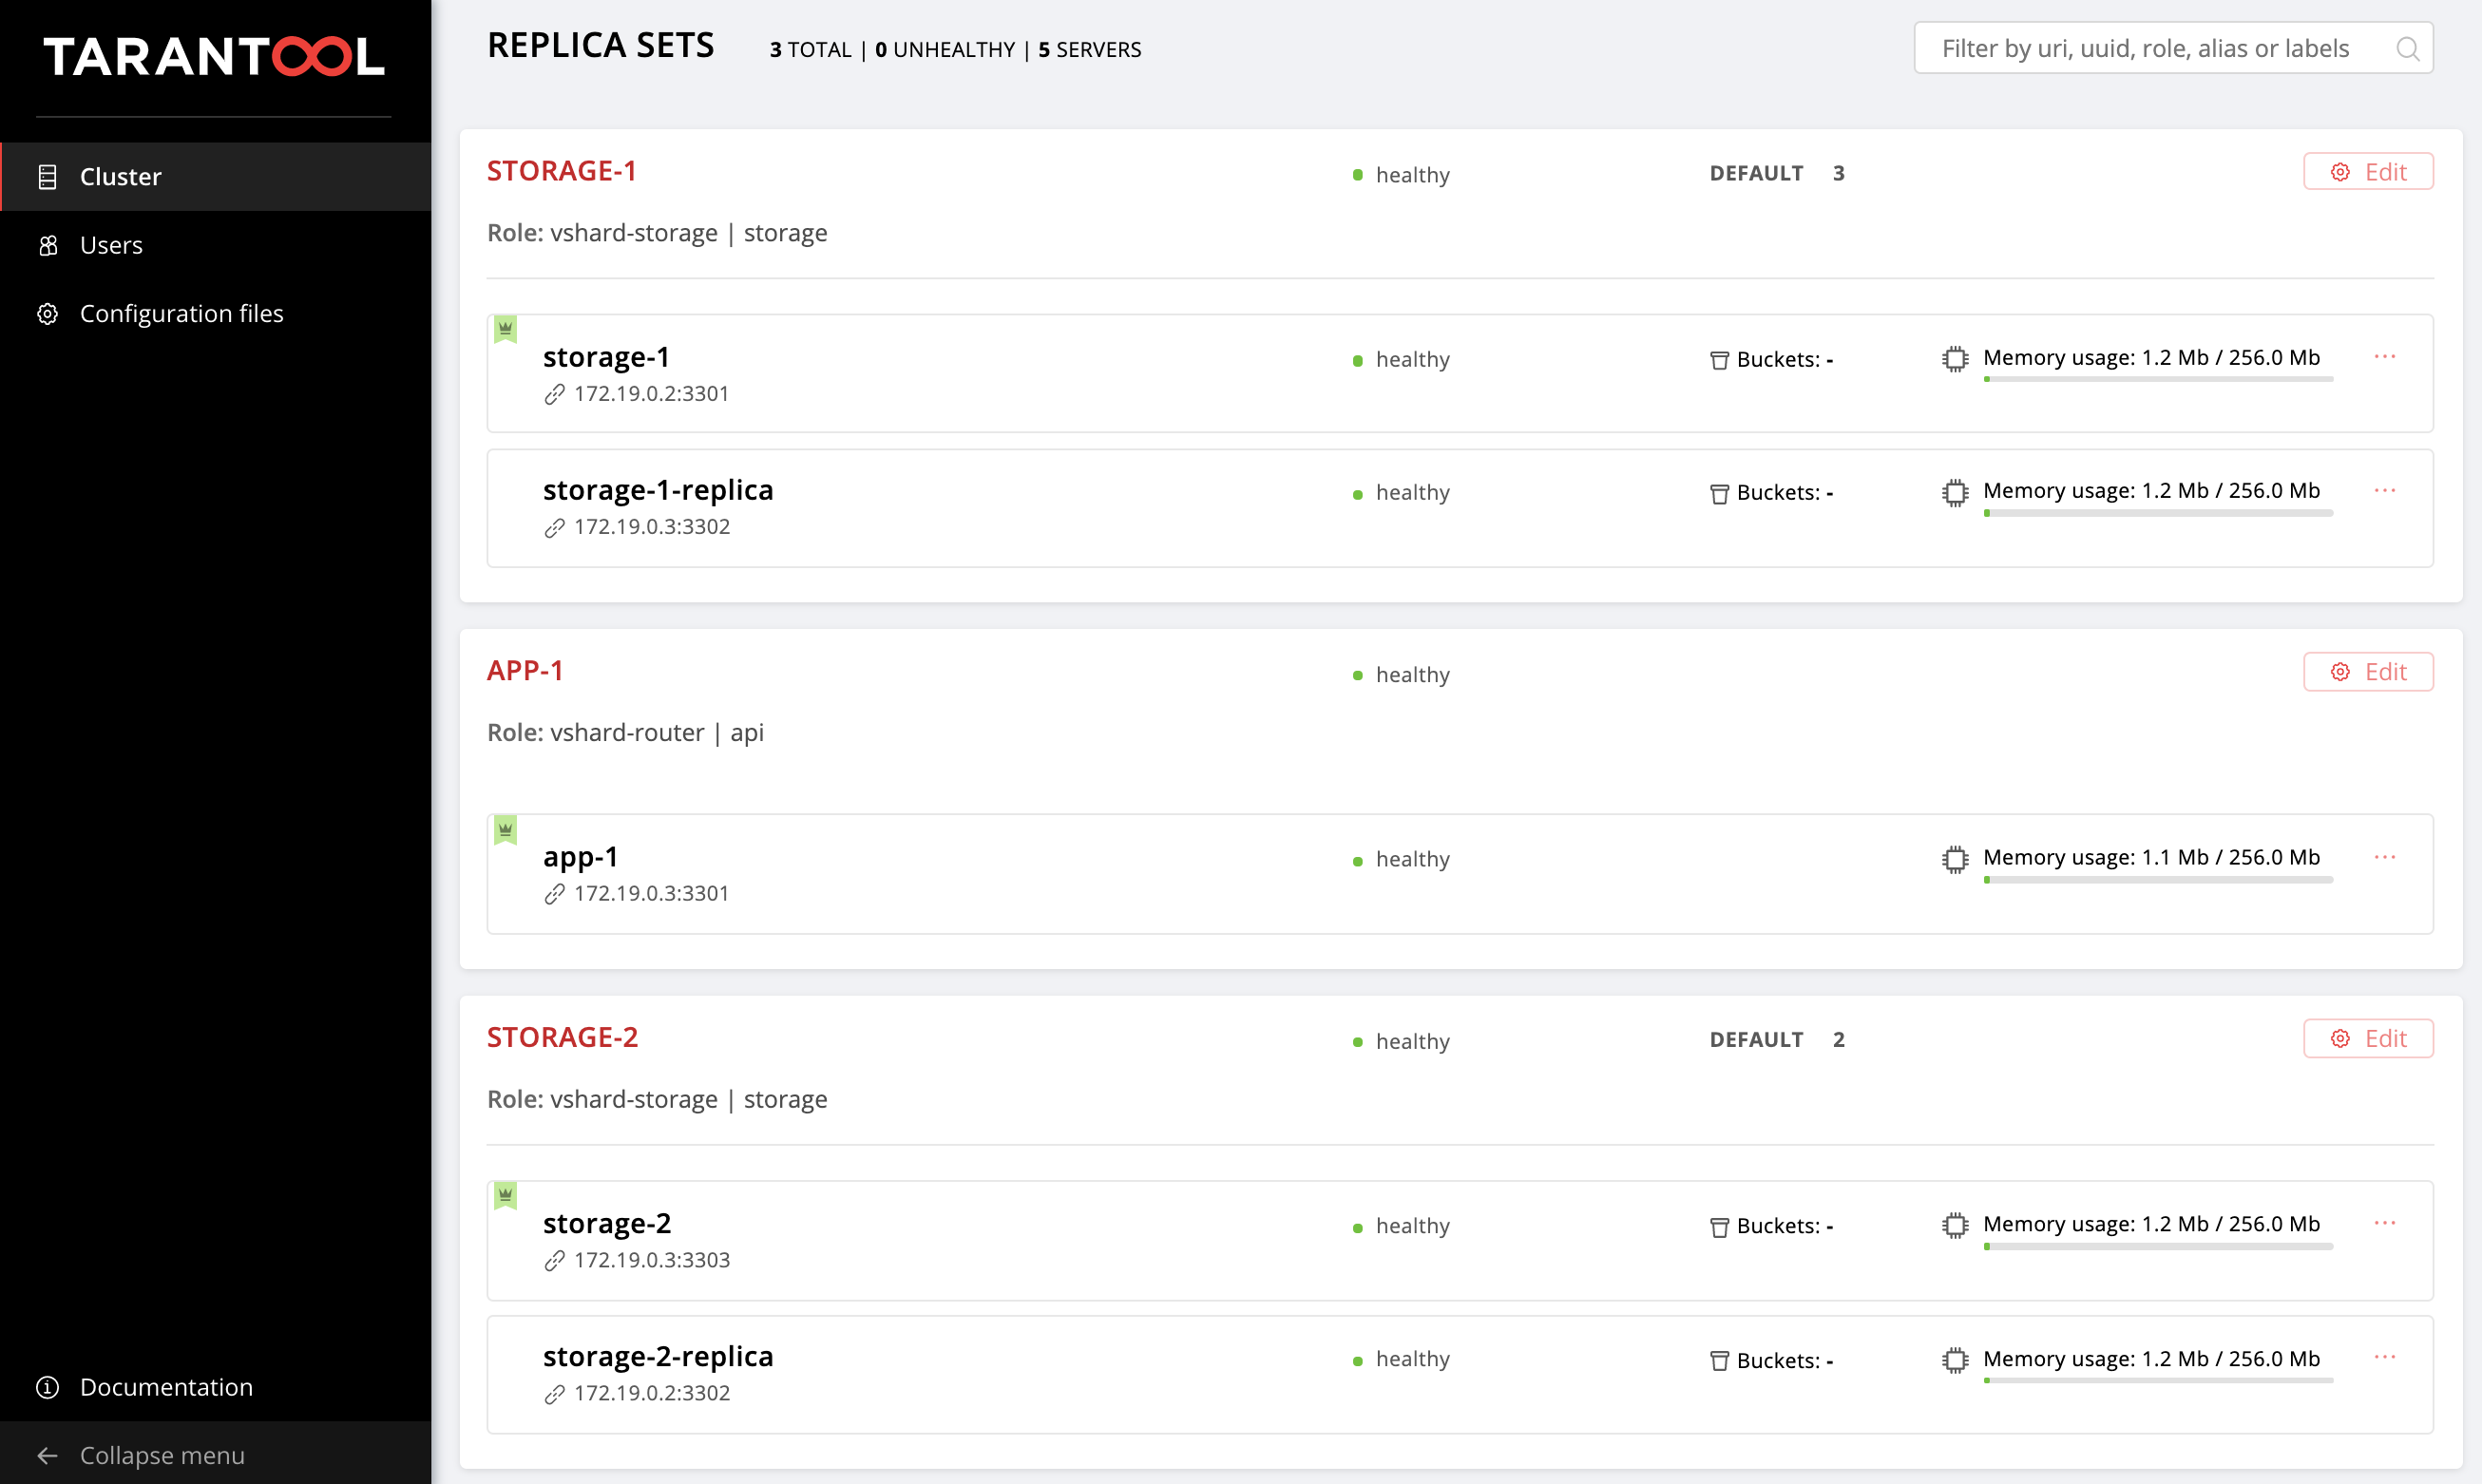 TARANTOOL
Cluster
Users
Configuration files
Documentation
Collapse menu
REPLICA SETS 3 TOTAL | 0 UNHEALTHY | 5 SERVERS
Filter by uri, uuid, role, alias or labels
STORAGE-1 healthy DEFAULT 3 Edit
Role: vshard-storage | storage
storage-1 healthy Buckets: - Memory usage: 1.2 Mb / 256.0 Mb ...
172.19.0.2:3301
storage-1-replica healthy Buckets: - Memory usage: 1.2 Mb / 256.0 Mb ...
172.19.0.3:3302
APP-1 healthy Edit
Role: vshard-router | api
app-1 healthy Memory usage: 1.1 Mb / 256.0 Mb ...
172.19.0.3:3301
STORAGE-2 healthy DEFAULT 2 Edit
Role: vshard-storage | storage
storage-2 healthy Buckets: - Memory usage: 1.2 Mb / 256.0 Mb ...
172.19.0.3:3303
storage-2-replica healthy Buckets: - Memory usage: 1.2 Mb / 256.0 Mb ...
172.19.0.2:3302